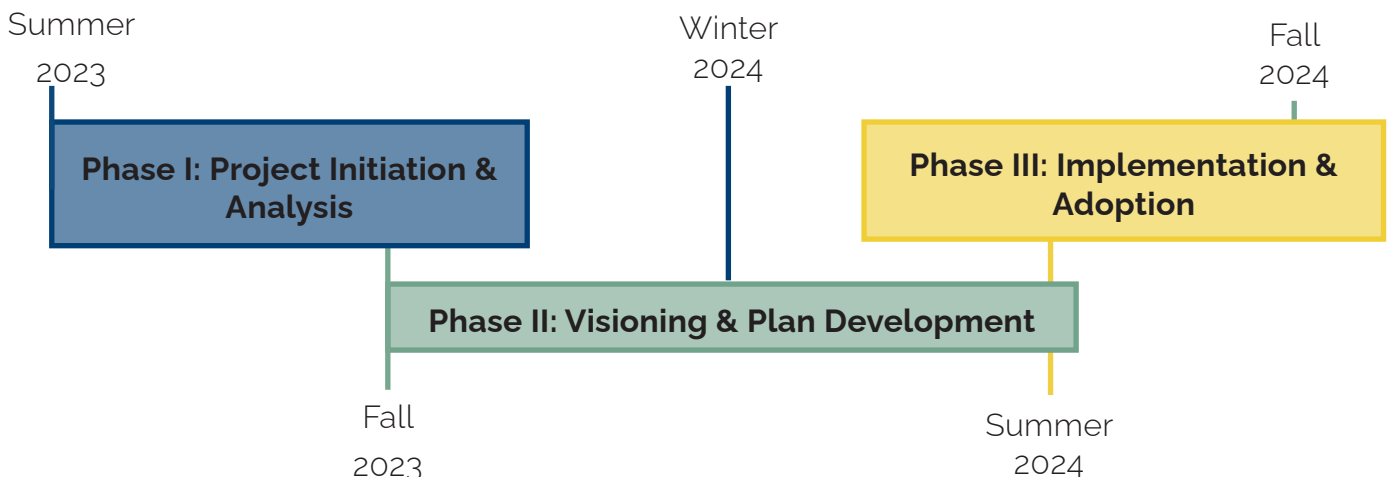 Summer
2023
Winter
2024
Fall
2024
Phase I: Project Initiation &
Analysis
Phase III: Implementation &
Adoption
Phase II: Visioning & Plan Development
Fall
2023
Summer
2024